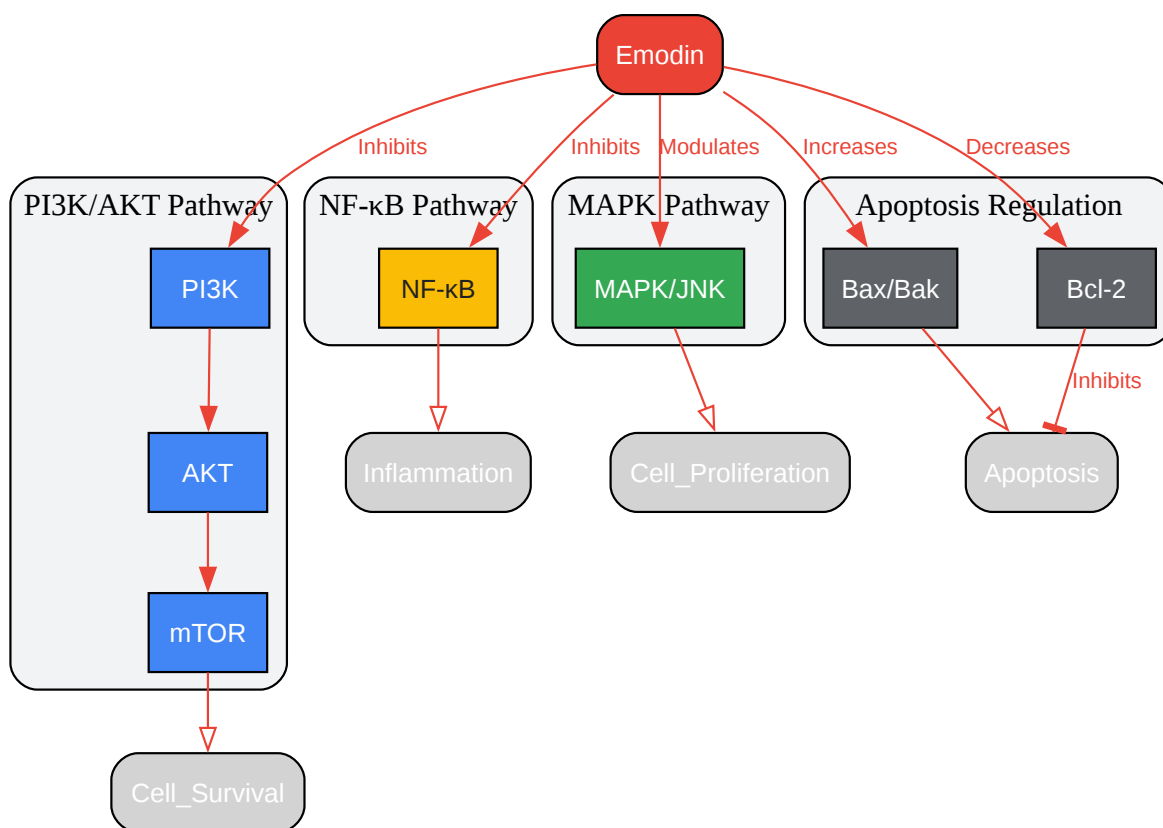 Emodin
Inhibits
Inhibits
Modulates
Increases
Decreases
PI3K/AKT Pathway
NF-κB Pathway
MAPK Pathway
Apoptosis Regulation
PI3K
NF-κB
MAPK/JNK
Bax/Bak
Bcl-2
Inhibits
AKT
Inflammation
Cell_Proliferation
Apoptosis
mTOR
Cell_Survival